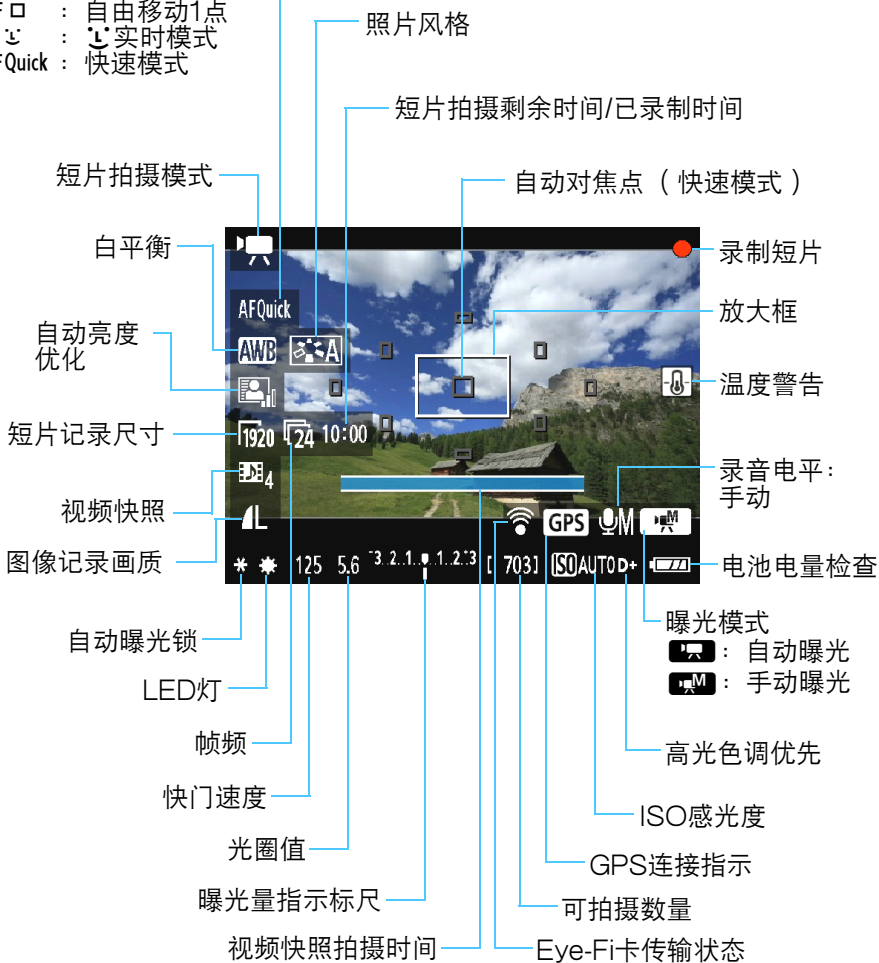 □ : 自由移动1点
: 实时模式
Quick : 快速模式
照片风格
短片拍摄剩余时间/已录制时间
短片拍摄模式
自动对焦点（快速模式）
白平衡
录制短片
放大框
自动亮度
优化
温度警告
短片记录尺寸
录音电平：
手动
视频快照
图像记录画质
电池电量检查
AFQuick
AWB
A
1920 24 10:00
4
L
GPS M M
125 5.6 -3..2..1..▮..1..2..+3 [ 703] ISO AUTO D+
自动曝光锁
曝光模式
: 自动曝光
M : 手动曝光
LED灯
帧频
高光色调优先
快门速度
ISO感光度
光圈值
GPS连接指示
曝光量指示标尺
可拍摄数量
视频快照拍摄时间
Eye-Fi卡传输状态